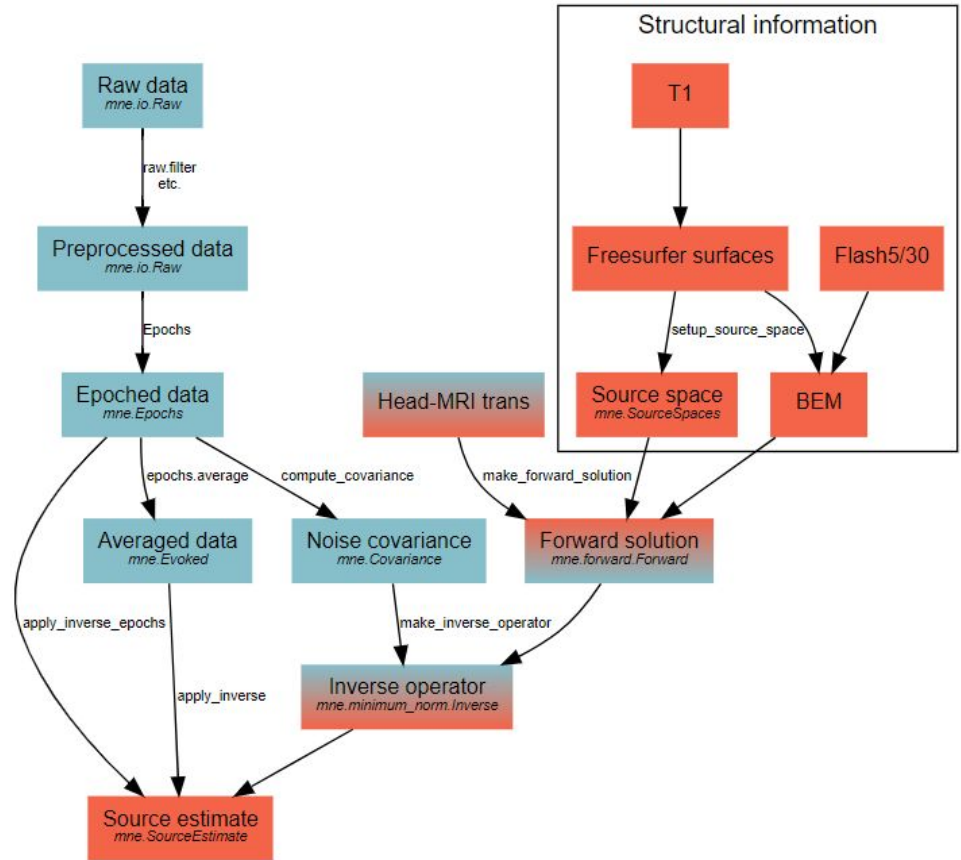 Structural information
Raw data
mne.io.Raw
T1
raw.filter
etc.
Preprocessed data
mne.io.Raw
Freesurfer surfaces
Flash5/30
Epochs
setup_source_space
Epoched data
mne.Epochs
Head-MRI trans
Source space
mne.SourceSpaces
BEM
epochs.average
compute_covariance
make_forward_solution
Averaged data
mne.Evoked
Noise covariance
mne.Covariance
Forward solution
mne.forward.Forward
apply_inverse_epochs
make_inverse_operator
Inverse operator
mne.minimum_norm.Inverse
apply_inverse
Source estimate
mne.SourceEstimate